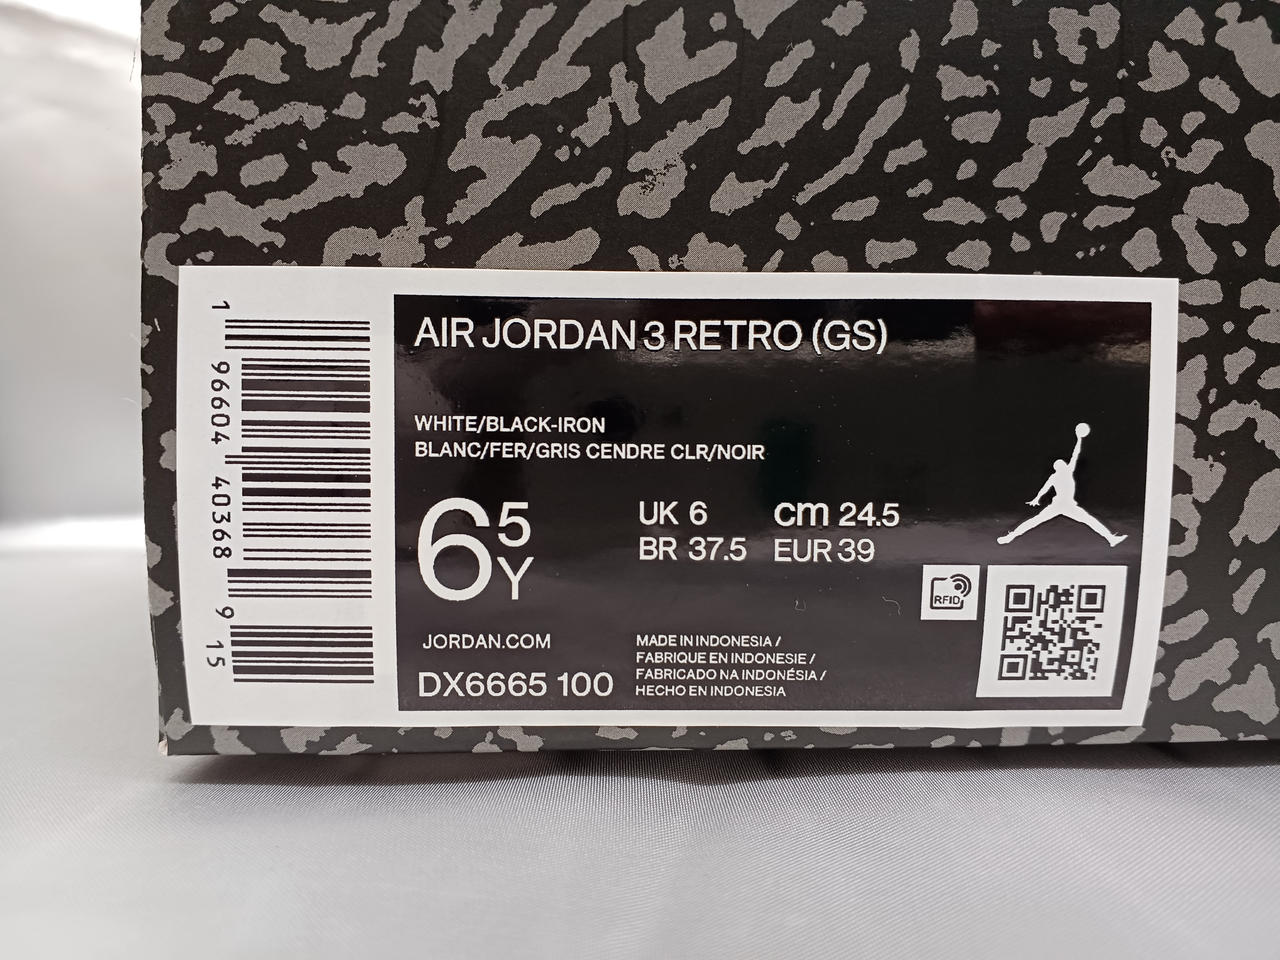 1 96604 40368 9 15
AIR JORDAN 3 RETRO (GS)
WHITE/BLACK-IRON
BLANC/FER/GRIS CENDRE CLR/NOIR
6 5 Y
UK 6 cm 24.5
BR 37.5 EUR 39
RFID
JORDAN.COM
DX6665 100
MADE IN INDONESIA /
FABRIQUE EN INDONESIE /
FABRICADO NA INDONÉSIA /
HECHO EN INDONESIA